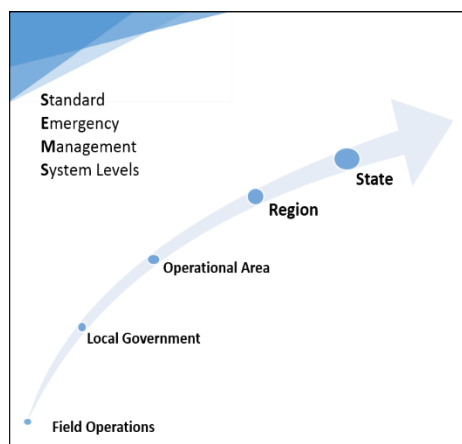 Standard
Emergency
Management
System Levels
State
Region
Operational Area
Local Government
Field Operations